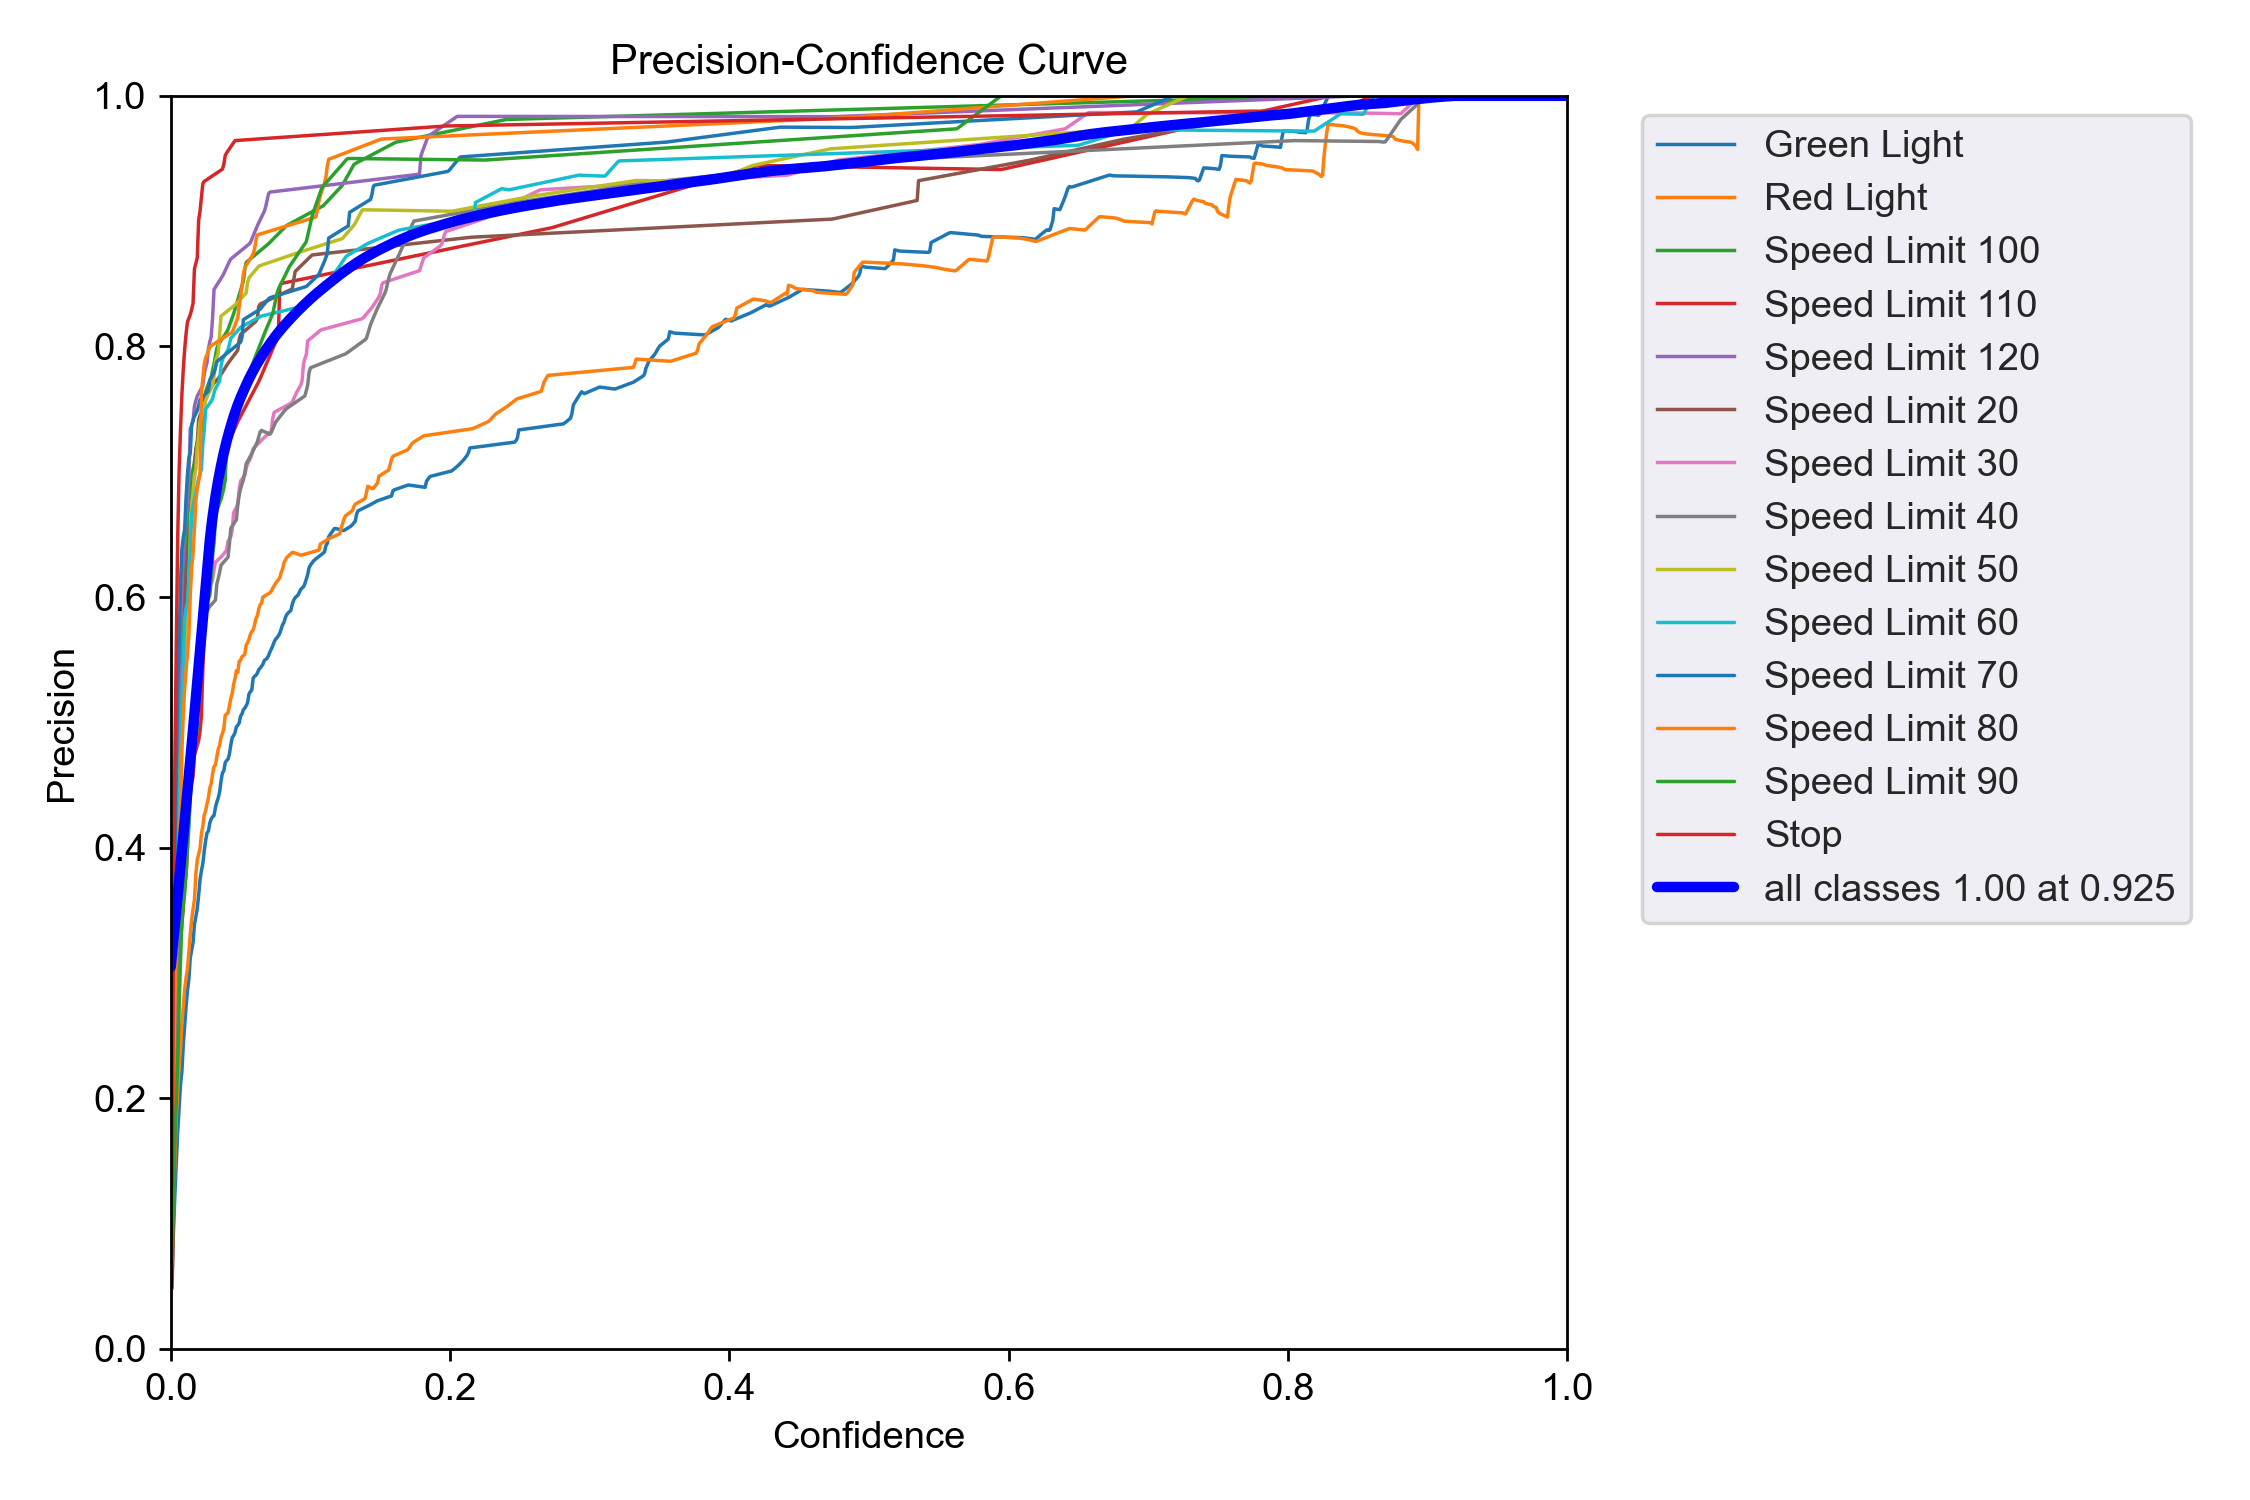 Precision-Confidence Curve
1.0
0.8
0.6
0.4
0.2
0.0
Precision
0.0 0.2 0.4 0.6 0.8 1.0
Confidence
Green Light
Red Light
Speed Limit 100
Speed Limit 110
Speed Limit 120
Speed Limit 20
Speed Limit 30
Speed Limit 40
Speed Limit 50
Speed Limit 60
Speed Limit 70
Speed Limit 80
Speed Limit 90
Stop
all classes 1.00 at 0.925